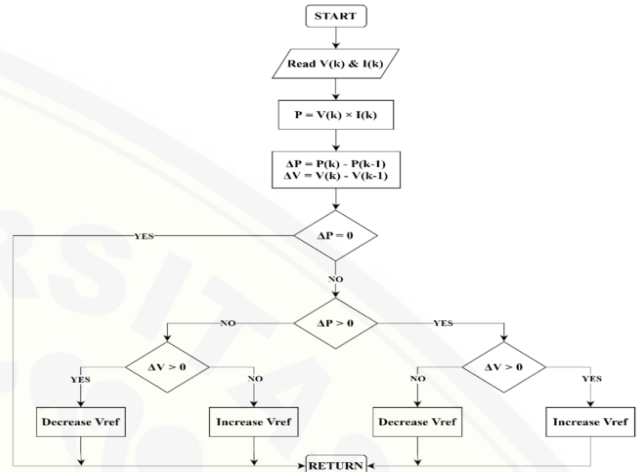 START
Read V(k) & I(k)
P = V(k) × I(k)
ΔP = P(k) - P(k-1)
ΔV = V(k) - V(k-1)
YES
ΔP = 0
NO
NO
ΔP > 0
YES
ΔV > 0
ΔV > 0
YES
NO
NO
YES
Decrease Vref
Increase Vref
Decrease Vref
Increase Vref
RETURN